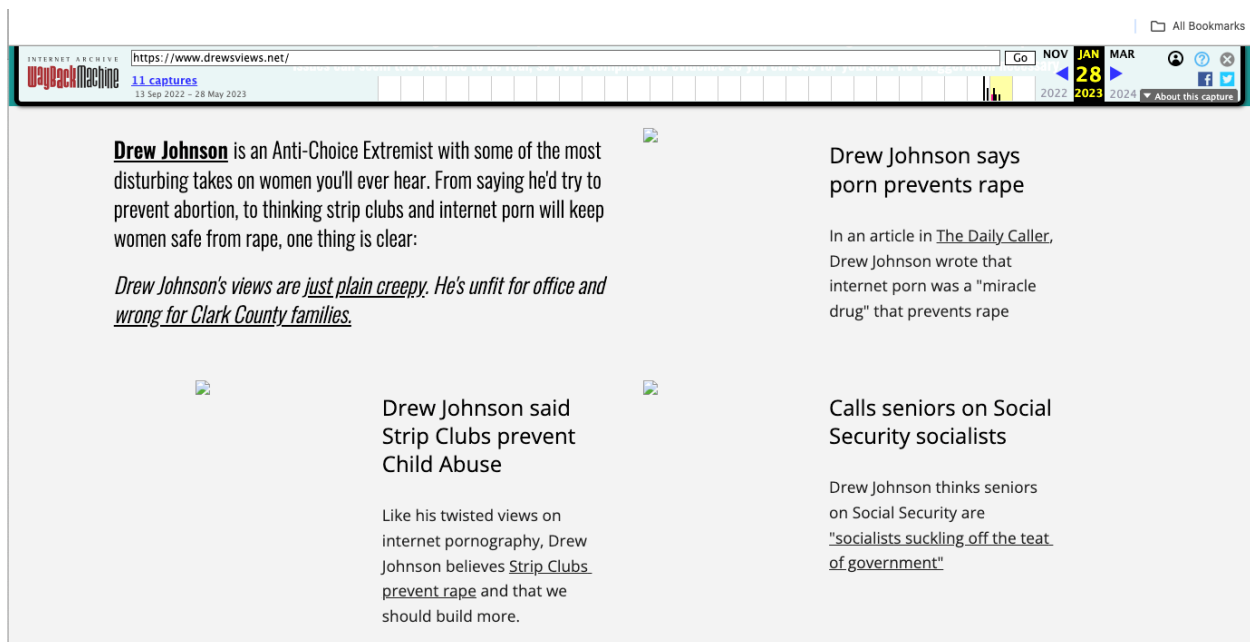 All Bookmarks
INTERNET ARCHIVE
WayBackMachine
https://www.drewsviews.net/
Go
NOV
JAN
MAR
11 captures
28
13 Sep 2022 – 28 May 2023
2022
2023
2024
▼ About this capture
Drew Johnson is an Anti-Choice Extremist with some of the most
disturbing takes on women you'll ever hear. From saying he'd try to
prevent abortion, to thinking strip clubs and internet porn will keep
women safe from rape, one thing is clear:
Drew Johnson's views are just plain creepy. He's unfit for office and
wrong for Clark County families.
Drew Johnson says
porn prevents rape
In an article in The Daily Caller,
Drew Johnson wrote that
internet porn was a "miracle
drug" that prevents rape
Drew Johnson said
Strip Clubs prevent
Child Abuse
Like his twisted views on
internet pornography, Drew
Johnson believes Strip Clubs
prevent rape and that we
should build more.
Calls seniors on Social
Security socialists
Drew Johnson thinks seniors
on Social Security are
"socialists suckling off the teat
of government"